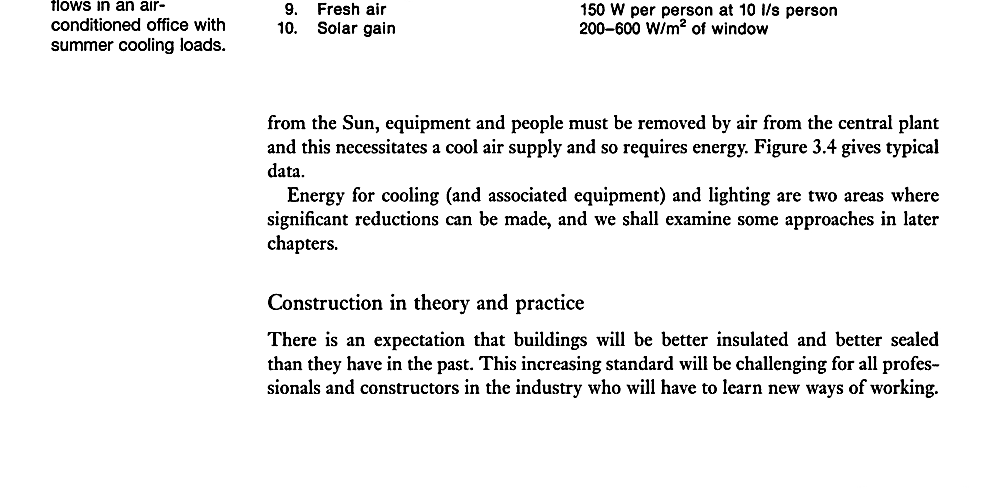 flows in an air-
conditioned office with
summer cooling loads.
9. Fresh air 150 W per person at 10 l/s person
10. Solar gain 200–600 W/m² of window
from the Sun, equipment and people must be removed by air from the central plant
and this necessitates a cool air supply and so requires energy. Figure 3.4 gives typical
data.
Energy for cooling (and associated equipment) and lighting are two areas where
significant reductions can be made, and we shall examine some approaches in later
chapters.
Construction in theory and practice
There is an expectation that buildings will be better insulated and better sealed
than they have in the past. This increasing standard will be challenging for all profes-
sionals and constructors in the industry who will have to learn new ways of working.